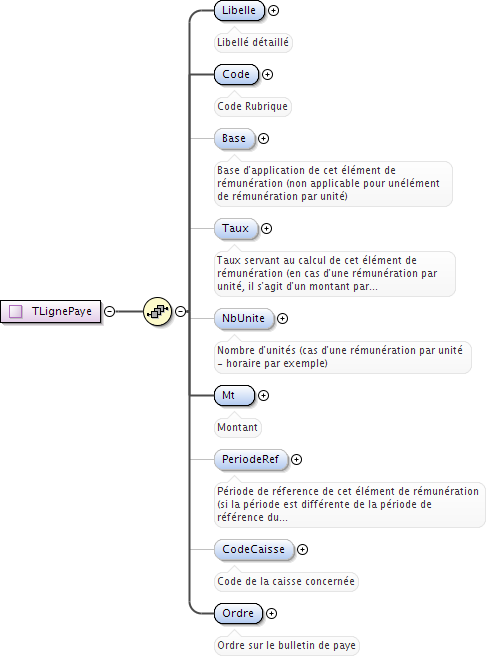 Libelle
Libellé détaillé
Code
Code Rubrique
Base
Base d'application de cet élément de
rémunération (non applicable pour unélément
de rémunération par unité)
Taux
Taux servant au calcul de cet élément de
rémunération (en cas d'une rémunération par
unité, il s'agit d'un montant par...
TLignePaye
NbUnite
Nombre d'unités (cas d'une rémunération par unité
- horaire par exemple)
Mt
Montant
PeriodeRef
Période de réference de cet élément de rémunération
(si la période est différente de la période de
référence du...
CodeCaisse
Code de la caisse concernée
Ordre
Ordre sur le bulletin de paye